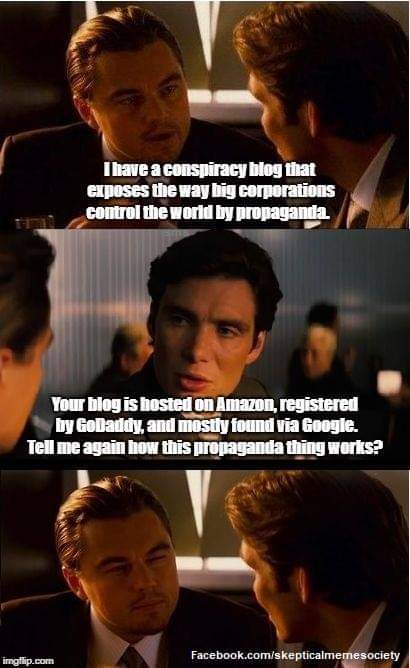 I have a conspiracy blog that
exposes the way big corporations
control the world by propaganda.
Your blog is hosted on Amazon, registered
by GoDaddy, and mostly found via Google.
Tell me again how this propaganda thing works?
imgflip.com
Facebook.com/skepticalmemesociety